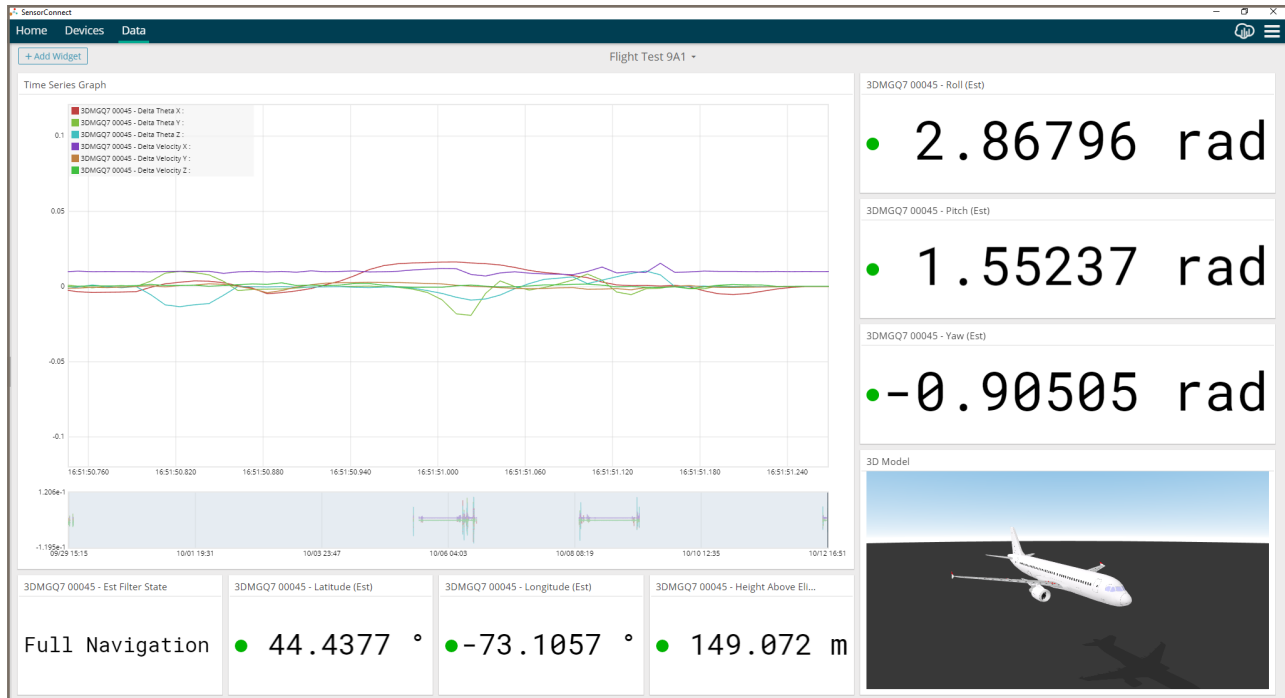 SensorConnect
Home Devices Data
+ Add Widget
Flight Test 9A1
Time Series Graph
3DMGQ7 00045 - Delta Theta X :
3DMGQ7 00045 - Delta Theta Y :
3DMGQ7 00045 - Delta Theta Z :
3DMGQ7 00045 - Delta Velocity X :
3DMGQ7 00045 - Delta Velocity Y :
3DMGQ7 00045 - Delta Velocity Z :
0.1
0.05
0
-0.05
-0.1
16:51:50.760 16:51:50.820 16:51:50.880 16:51:50.940 16:51:51.000 16:51:51.060 16:51:51.120 16:51:51.180 16:51:51.240
1.206e-1
-1.195e-1
09/29 15:15 10/01 19:31 10/03 23:47 10/06 04:03 10/08 08:19 10/10 12:35 10/12 16:51
3DMGQ7 00045 - Roll (Est)
2.86796 rad
3DMGQ7 00045 - Pitch (Est)
1.55237 rad
3DMGQ7 00045 - Yaw (Est)
-0.90505 rad
3D Model
3DMGQ7 00045 - Est Filter State
Full Navigation
3DMGQ7 00045 - Latitude (Est)
44.4377 °
3DMGQ7 00045 - Longitude (Est)
-73.1057 °
3DMGQ7 00045 - Height Above Eli...
149.072 m